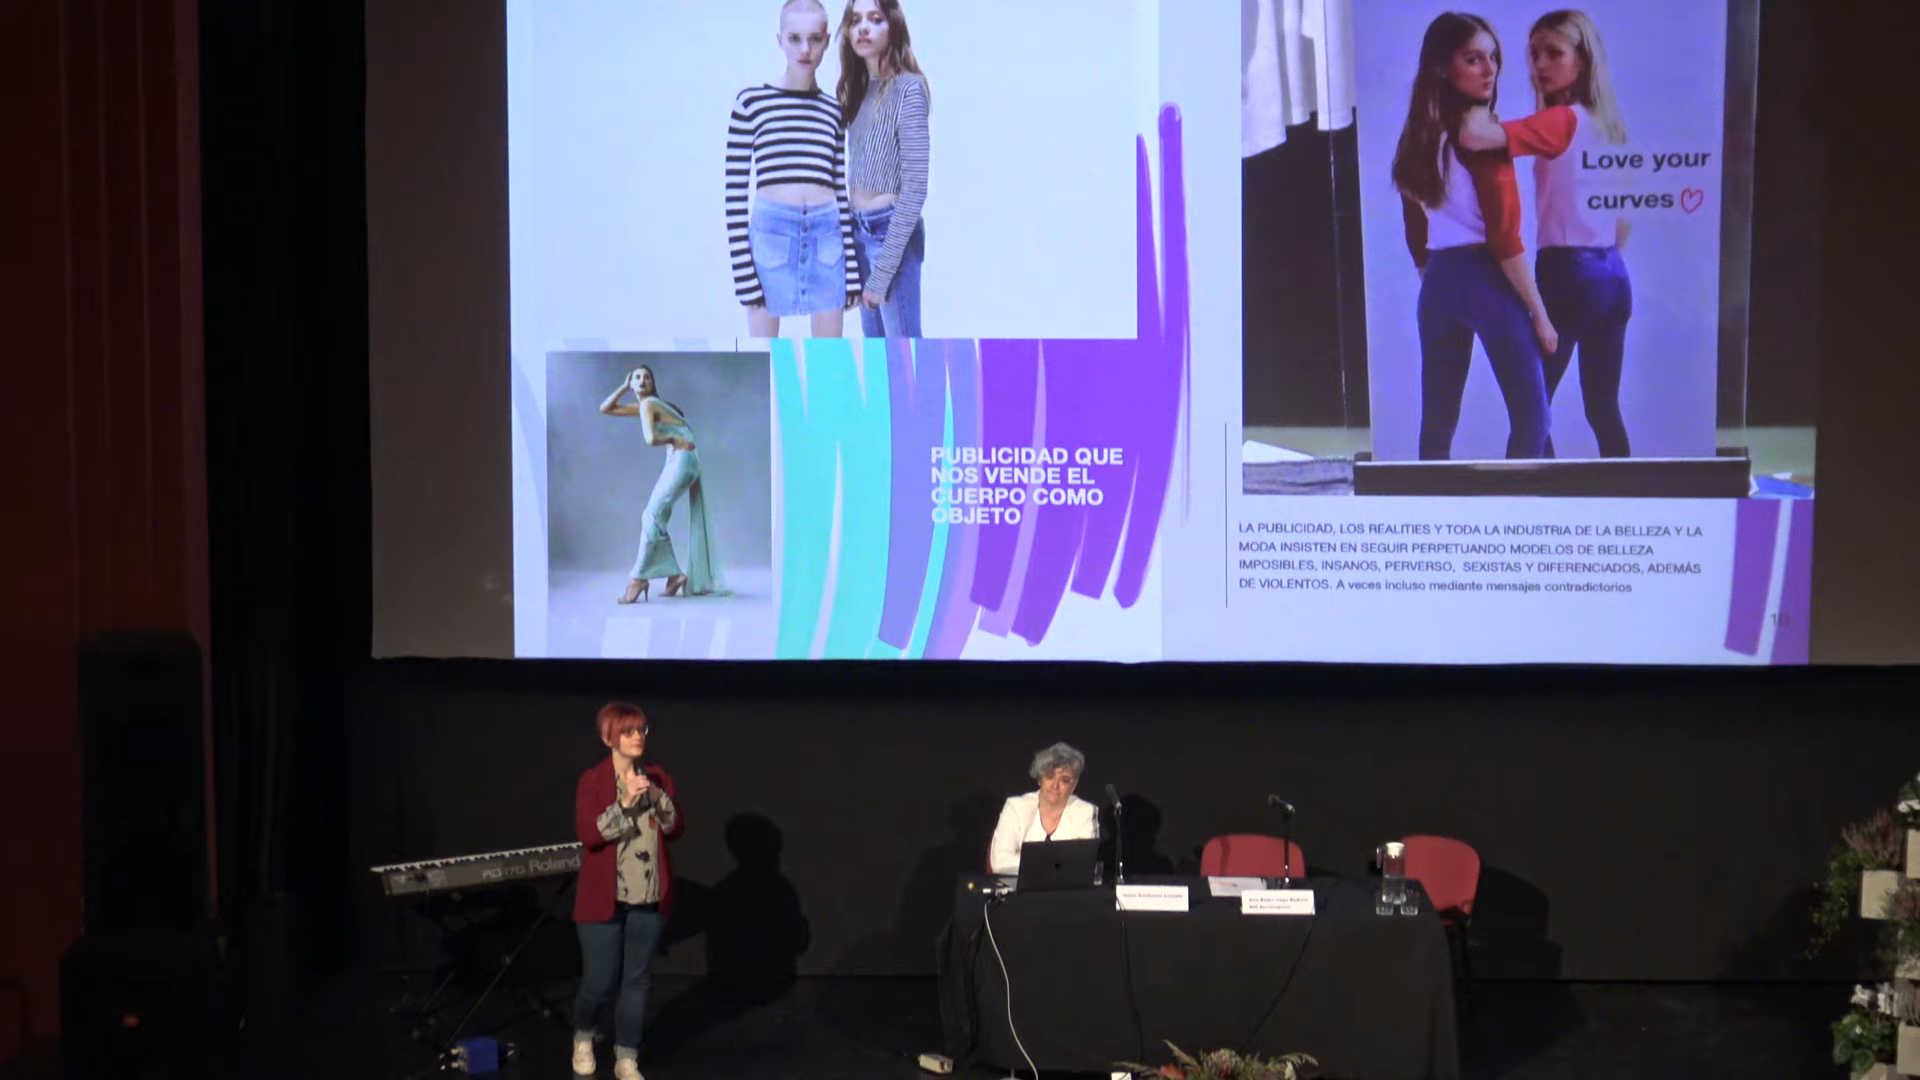 Love your
curves
PUBLICIDAD QUE
NOS VENDE EL
CUERPO COMO
OBJETO
LA PUBLICIDAD, LOS REALITIES Y TODA LA INDUSTRIA DE LA BELLEZA Y LA
MODA INSISTEN EN SEGUIR PERPETUANDO MODELOS DE BELLEZA
IMPOSIBLES, INSANOS, PERVERSO, SEXISTAS Y DIFERENCIADOS, ADEMÁS
DE VIOLENTOS. A veces incluso mediante mensajes contradictorios
Roland